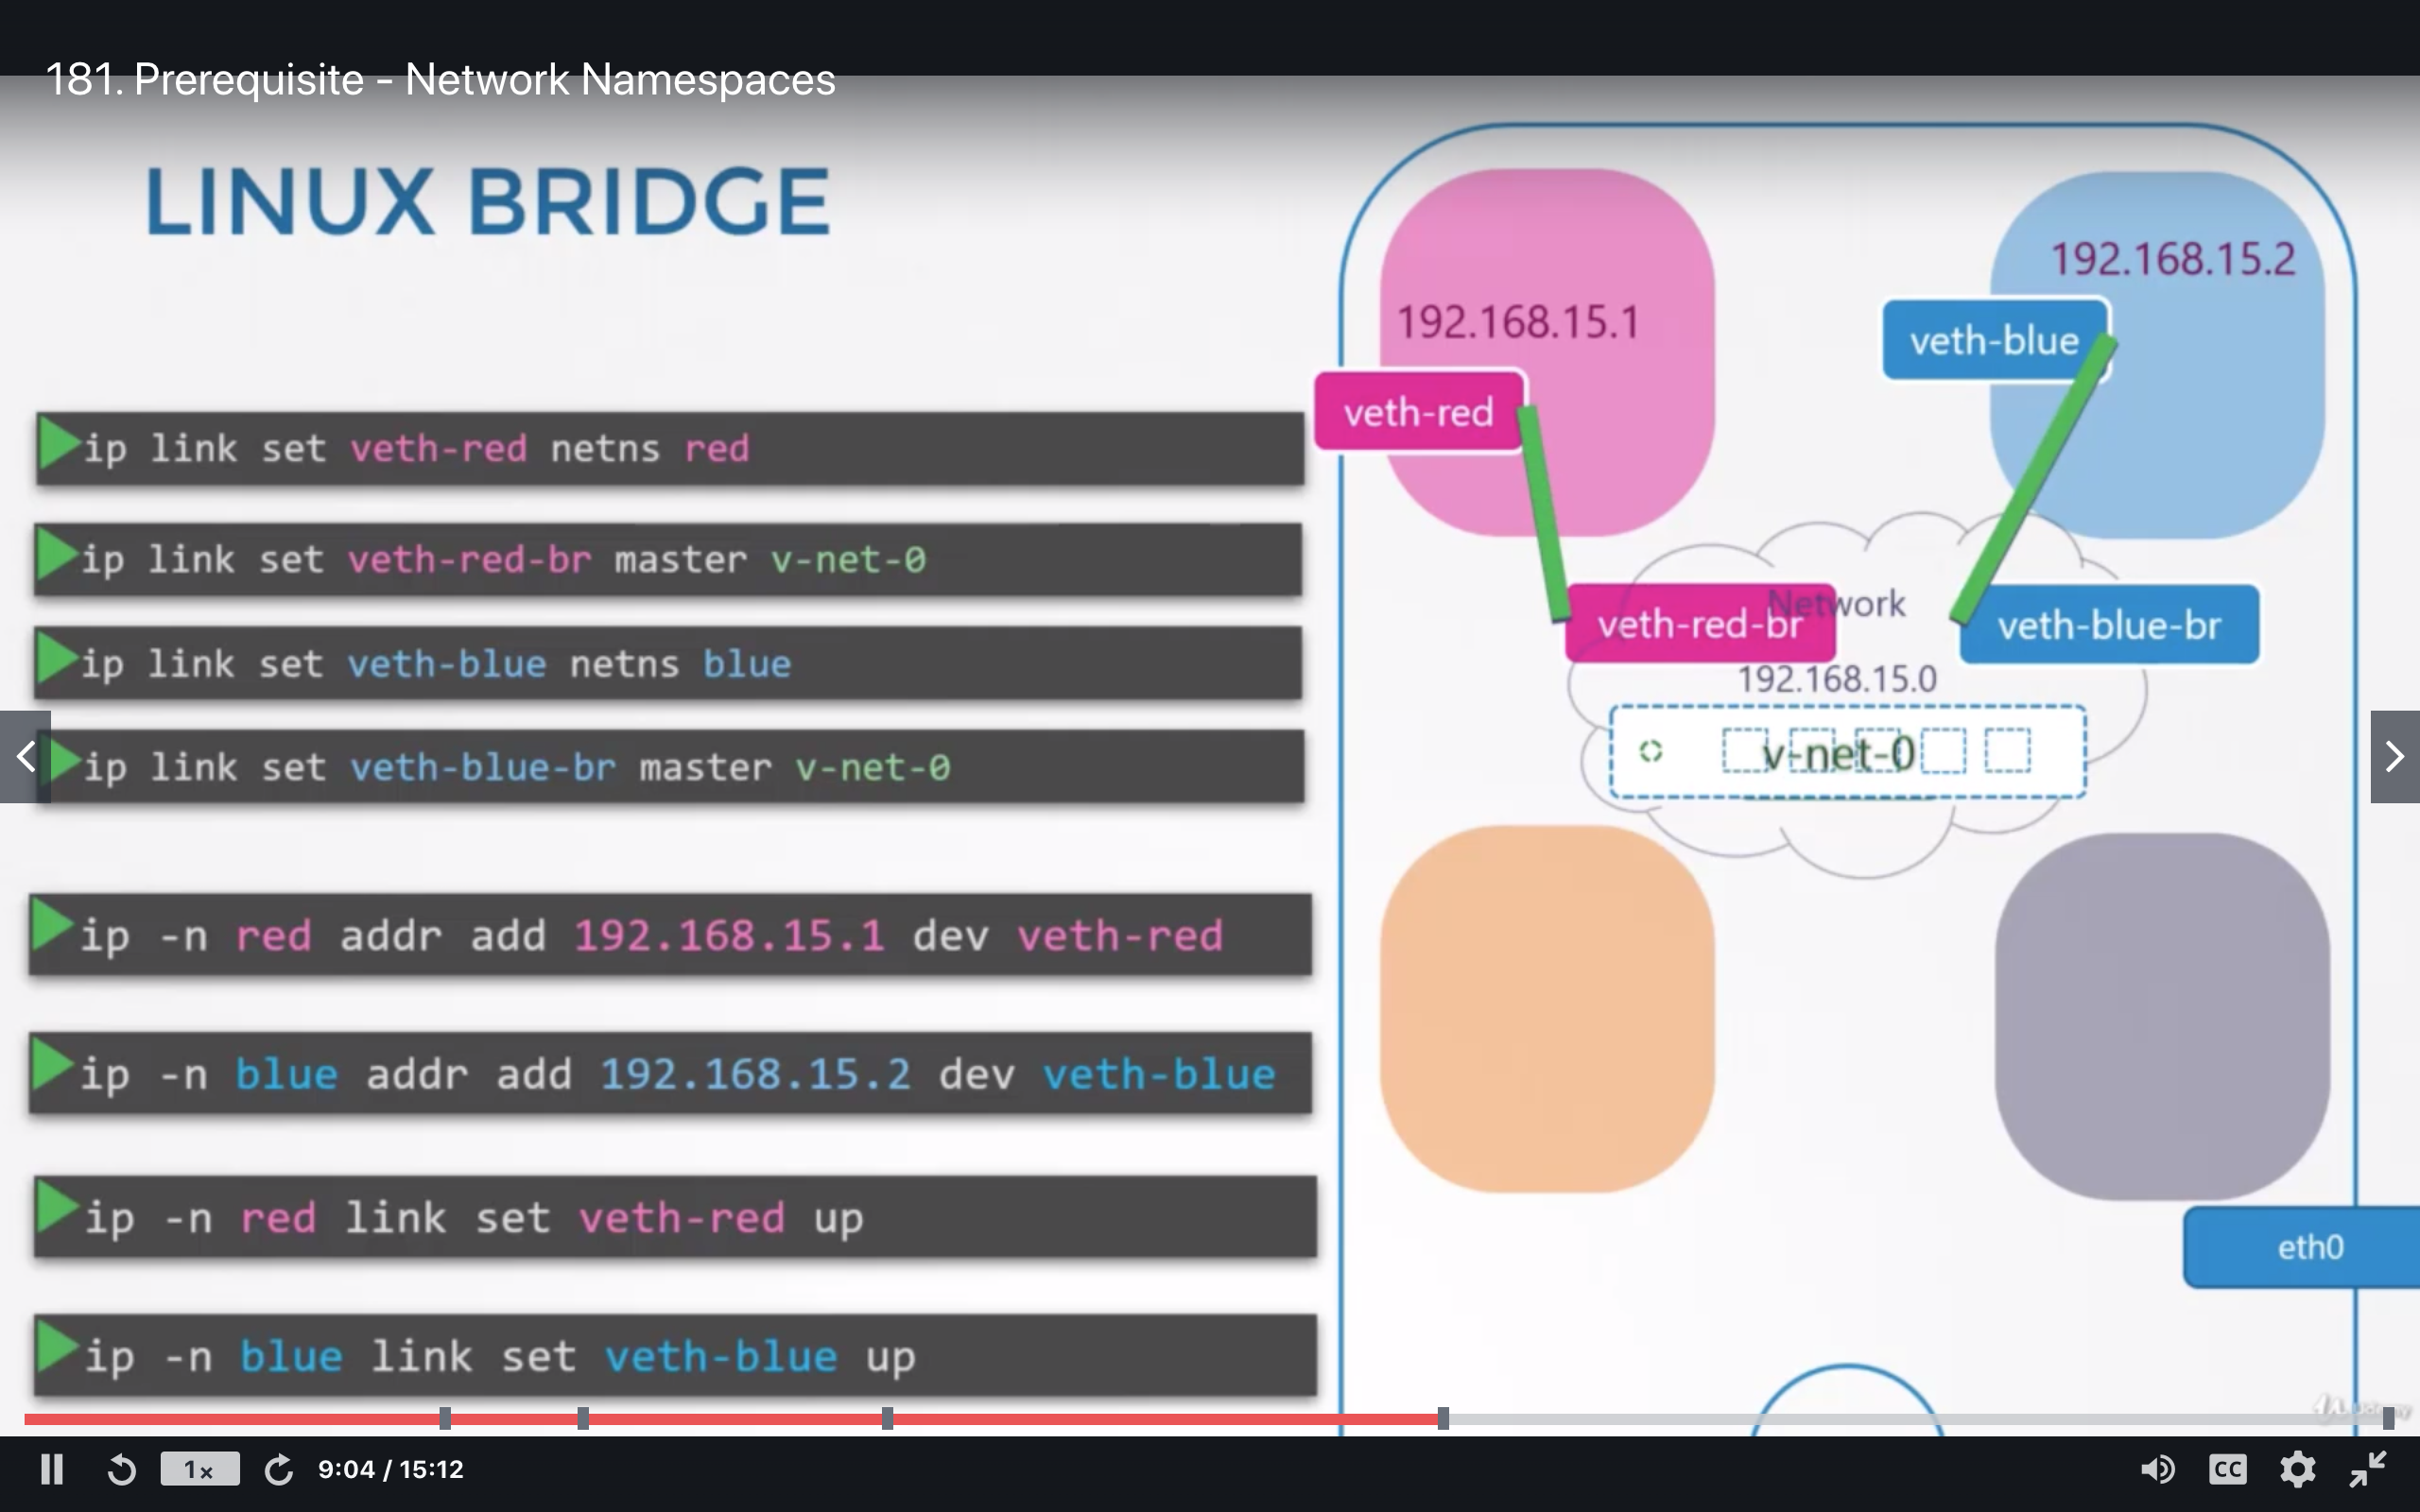 181. Prerequisite - Network Namespaces
LINUX BRIDGE
ip link set veth-red netns red
ip link set veth-red-br master v-net-0
ip link set veth-blue netns blue
ip link set veth-blue-br master v-net-0
ip -n red addr add 192.168.15.1 dev veth-red
ip -n blue addr add 192.168.15.2 dev veth-blue
ip -n red link set veth-red up
ip -n blue link set veth-blue up
192.168.15.1
192.168.15.2
veth-red
veth-blue
Network
veth-red-br
veth-blue-br
192.168.15.0
v-net-0
eth0
Udemy
1x
9:04 / 15:12
CC